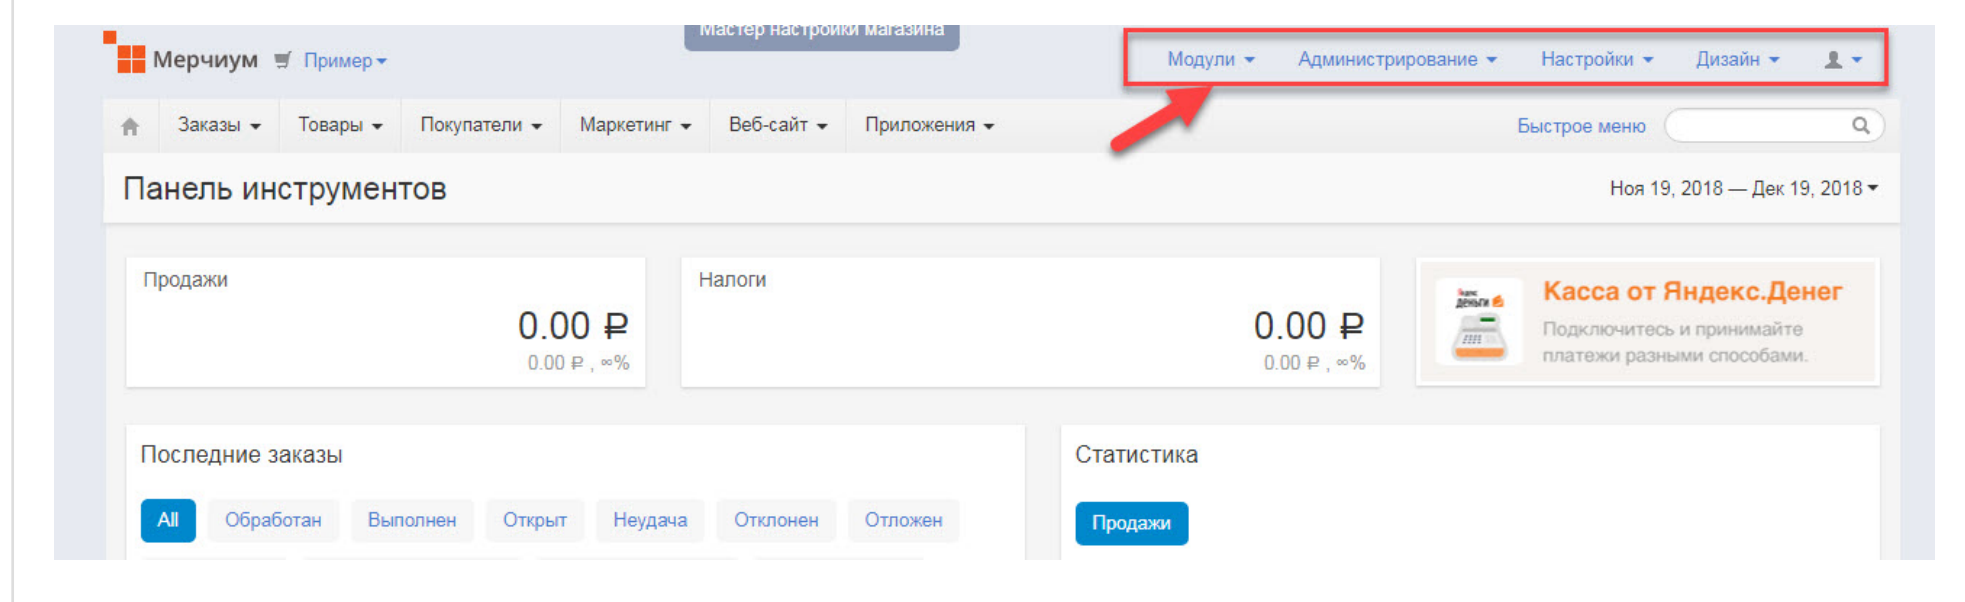 Мастер настройки магазина
Мерчиум Пример
Модули Администрирование Настройки Дизайн
Заказы Товары Покупатели Маркетинг Веб-сайт Приложения Быстрое меню
Панель инструментов Ноя 19, 2018 — Дек 19, 2018
Продажи
0.00 ₽
0.00 ₽ , ∞%
Налоги
0.00 ₽
0.00 ₽ , ∞%
Яндекс
деньги
Касса от Яндекс.Денег
Подключитесь и принимайте
платежи разными способами.
Последние заказы
All Обработан Выполнен Открыт Неудача Отклонен Отложен
Статистика
Продажи